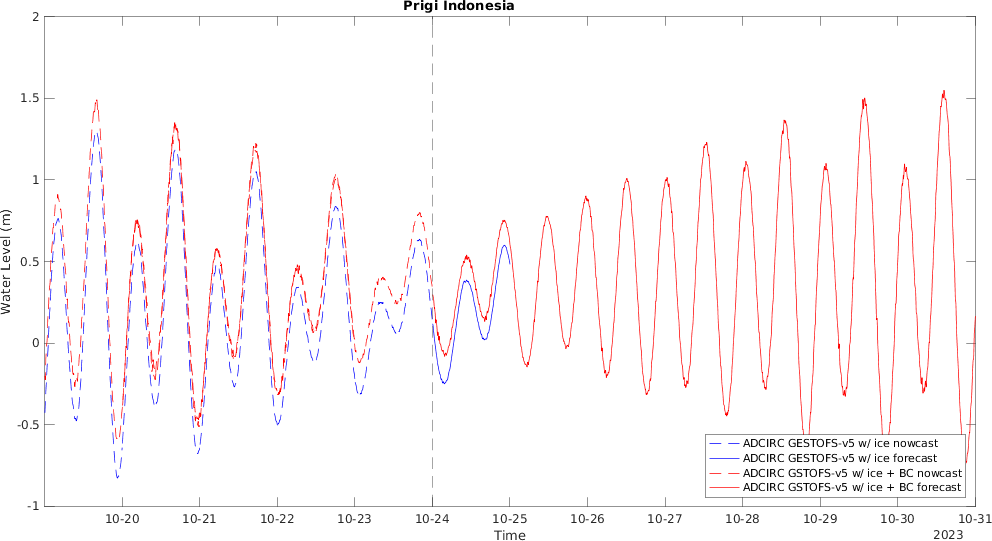 Prigi Indonesia
Water Level (m)
2
1.5
1
0.5
0
-0.5
-1
ADCIRC GESTOFS-v5 w/ ice nowcast
ADCIRC GESTOFS-v5 w/ ice forecast
ADCIRC GSTOFS-v5 w/ ice + BC nowcast
ADCIRC GSTOFS-v5 w/ ice + BC forecast
10-20 10-21 10-22 10-23 10-24 10-25 10-26 10-27 10-28 10-29 10-30 10-31
Time
2023